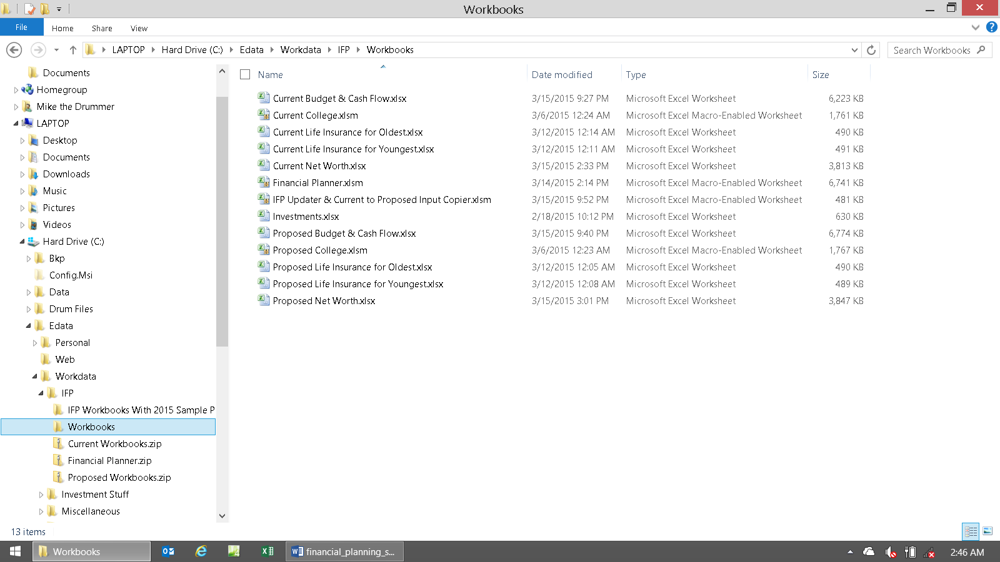 Workbooks
File Home Share View
LAPTOP Hard Drive (C:) Edata Workdata IFP Workbooks
Search Workbooks
Documents
Homegroup
Mike the Drummer
LAPTOP
Desktop
Documents
Downloads
Music
Pictures
Videos
Hard Drive (C:)
Bkp
Config.Msi
Data
Drum Files
Edata
Personal
Web
Workdata
IFP
IFP Workbooks With 2015 Sample P
Workbooks
Current Workbooks.zip
Financial Planner.zip
Proposed Workbooks.zip
Investment Stuff
Miscellaneous
Name Date modified Type Size
Current Budget & Cash Flow.xlsx 3/15/2015 9:27 PM Microsoft Excel Worksheet 6,223 KB
Current College.xlsm 3/6/2015 12:24 AM Microsoft Excel Macro-Enabled Worksheet 1,761 KB
Current Life Insurance for Oldest.xlsx 3/12/2015 12:14 AM Microsoft Excel Worksheet 490 KB
Current Life Insurance for Youngest.xlsx 3/12/2015 12:11 AM Microsoft Excel Worksheet 491 KB
Current Net Worth.xlsx 3/15/2015 2:33 PM Microsoft Excel Worksheet 3,813 KB
Financial Planner.xlsm 3/14/2015 2:14 PM Microsoft Excel Macro-Enabled Worksheet 6,741 KB
IFP Updater & Current to Proposed Input Copier.xlsm 3/15/2015 9:52 PM Microsoft Excel Macro-Enabled Worksheet 481 KB
Investments.xlsx 2/18/2015 10:12 PM Microsoft Excel Worksheet 630 KB
Proposed Budget & Cash Flow.xlsx 3/15/2015 9:40 PM Microsoft Excel Worksheet 6,774 KB
Proposed College.xlsm 3/6/2015 12:23 AM Microsoft Excel Macro-Enabled Worksheet 1,767 KB
Proposed Life Insurance for Oldest.xlsx 3/12/2015 12:05 AM Microsoft Excel Worksheet 490 KB
Proposed Life Insurance for Youngest.xlsx 3/12/2015 12:08 AM Microsoft Excel Worksheet 489 KB
Proposed Net Worth.xlsx 3/15/2015 3:01 PM Microsoft Excel Worksheet 3,847 KB
13 items
Workbooks financial_planning_s... 2:46 AM